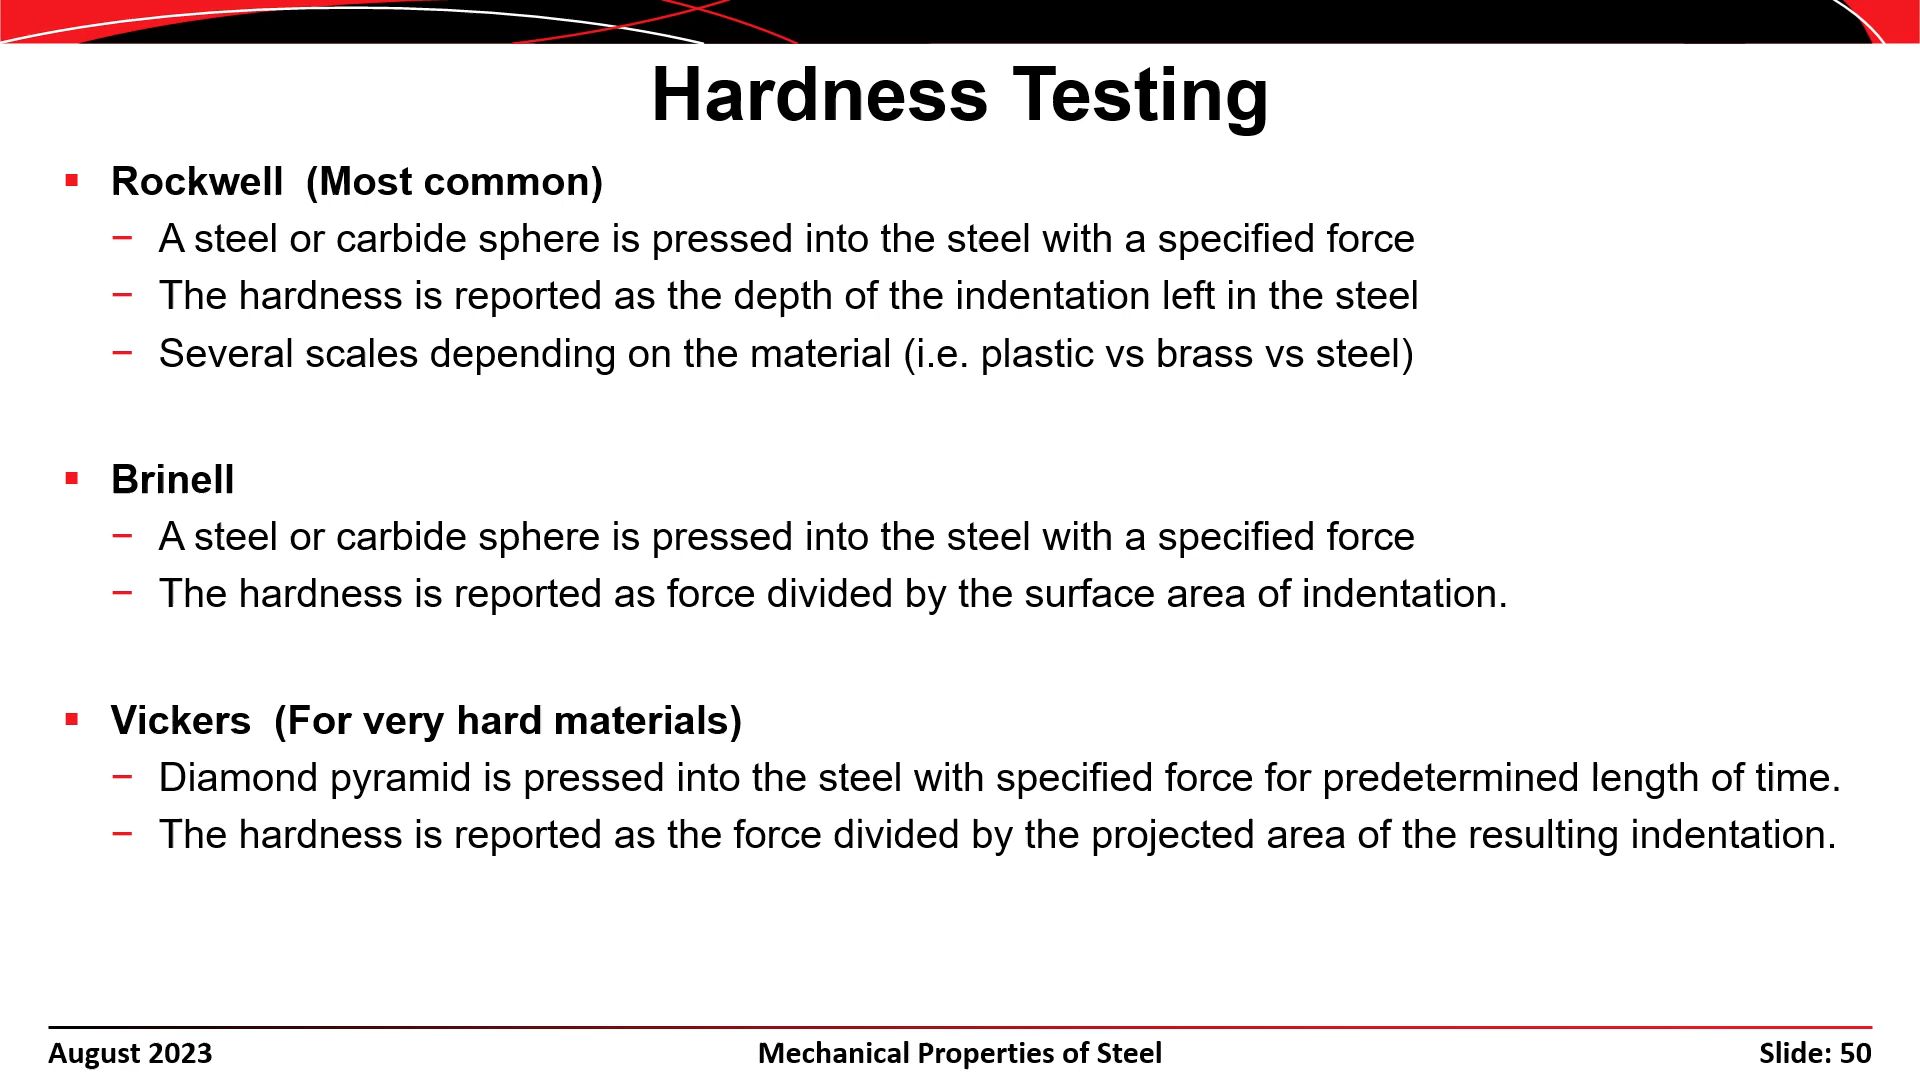 Hardness Testing
▪ Rockwell  (Most common)
− A steel or carbide sphere is pressed into the steel with a specified force
− The hardness is reported as the depth of the indentation left in the steel
− Several scales depending on the material (i.e. plastic vs brass vs steel)
▪ Brinell
− A steel or carbide sphere is pressed into the steel with a specified force
− The hardness is reported as force divided by the surface area of indentation.
▪ Vickers  (For very hard materials)
− Diamond pyramid is pressed into the steel with specified force for predetermined length of time.
− The hardness is reported as the force divided by the projected area of the resulting indentation.
August 2023
Mechanical Properties of Steel
Slide: 50